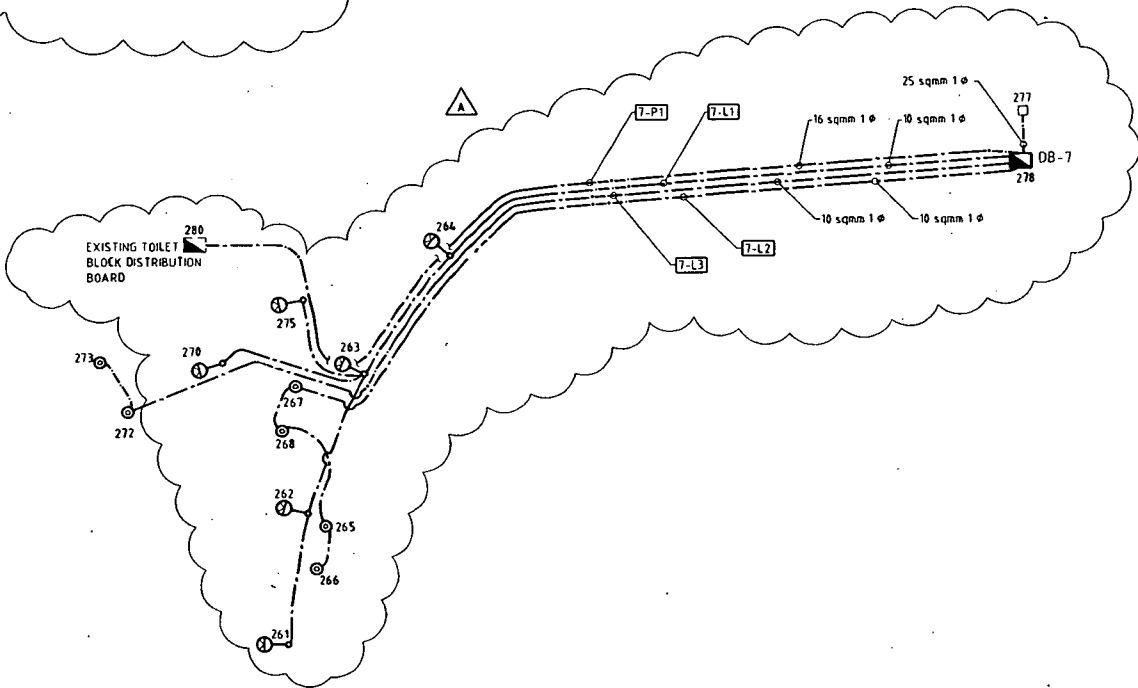 25 sqmm 1 ø
277
A
7-P1
7-L1
16 sqmm 1 ø
10 sqmm 1 ø
DB-7
278
10 sqmm 1 ø
10 sqmm 1 ø
7-L3
7-L2
264
280
EXISTING TOILET
BLOCK DISTRIBUTION
BOARD
275
263
273
270
267
272
268
262
265
266
261